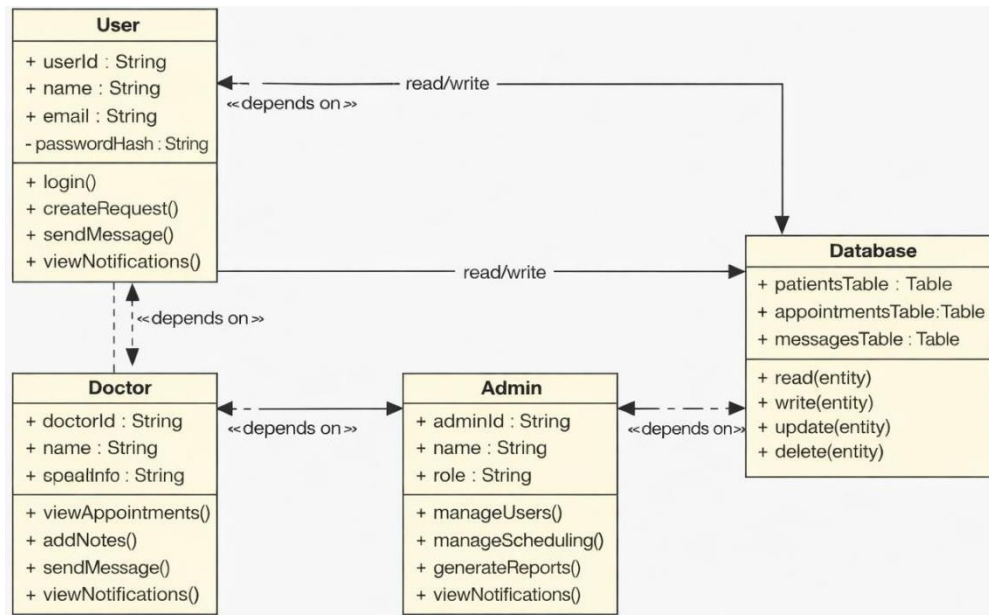 User
+ userId : String
+ name : String
+ email : String
- passwordHash : String
+ login()
+ createRequest()
+ sendMessage()
+ viewNotifications()
read/write
«depends on»
read/write
«depends on»
Database
+ patientsTable : Table
+ appointmentsTable:Table
+ messagesTable : Table
+ read(entity)
+ write(entity)
+ update(entity)
+ delete(entity)
Doctor
+ doctorId : String
+ name : String
+ : String
+ viewAppointments()
+ addNotes()
+ sendMessage()
+ viewNotifications()
«depends on»
Admin
+ adminId : String
+ name : String
+ role : String
+ manageUsers()
+ manageScheduling()
+ generateReports()
+ viewNotifications()
«depends on»